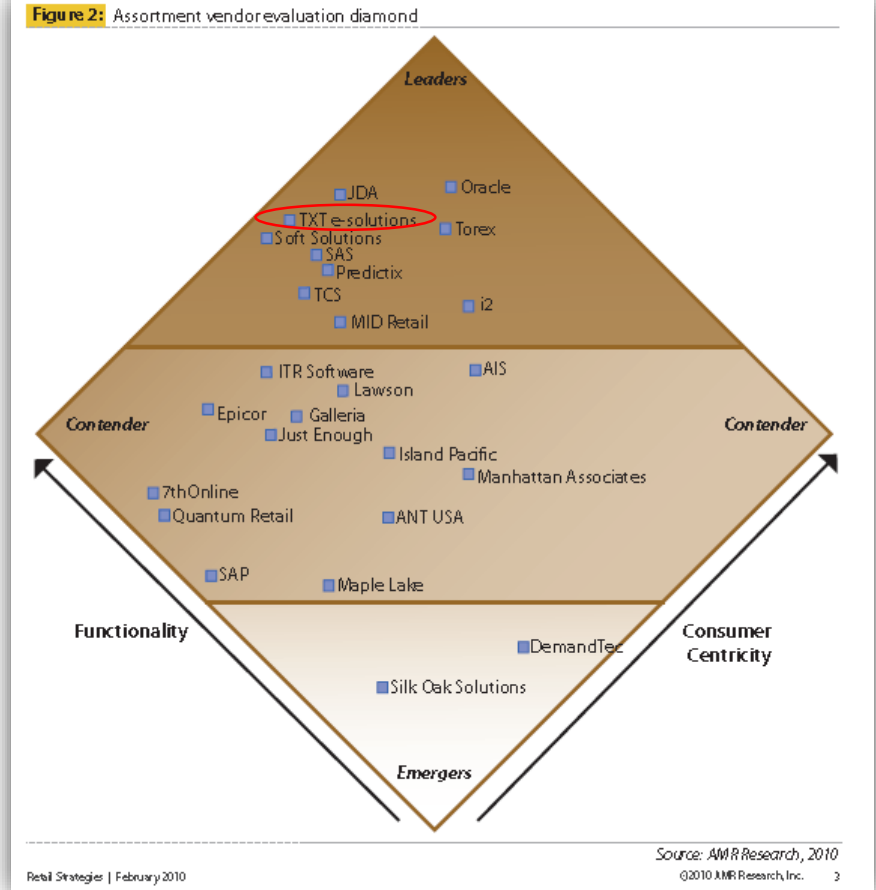 Figure 2: Assortment vendor evaluation diamond
Leaders
JDA
Oracle
TXT e-solutions
Torex
Soft Solutions
SAS
Predictix
TCS
i2
MID Retail
ITR Software
AIS
Lawson
Epicor
Galleria
Contender
Contender
Just Enough
Island Pacific
Manhattan Associates
7thOnline
Quantum Retail
ANT USA
SAP
Maple Lake
Functionality
Consumer
Centricity
DemandTec
Silk Oak Solutions
Emergers
Source: AMR Research, 2010
Retail Strategies | February 2010
©2010 AMR Research, Inc. 3